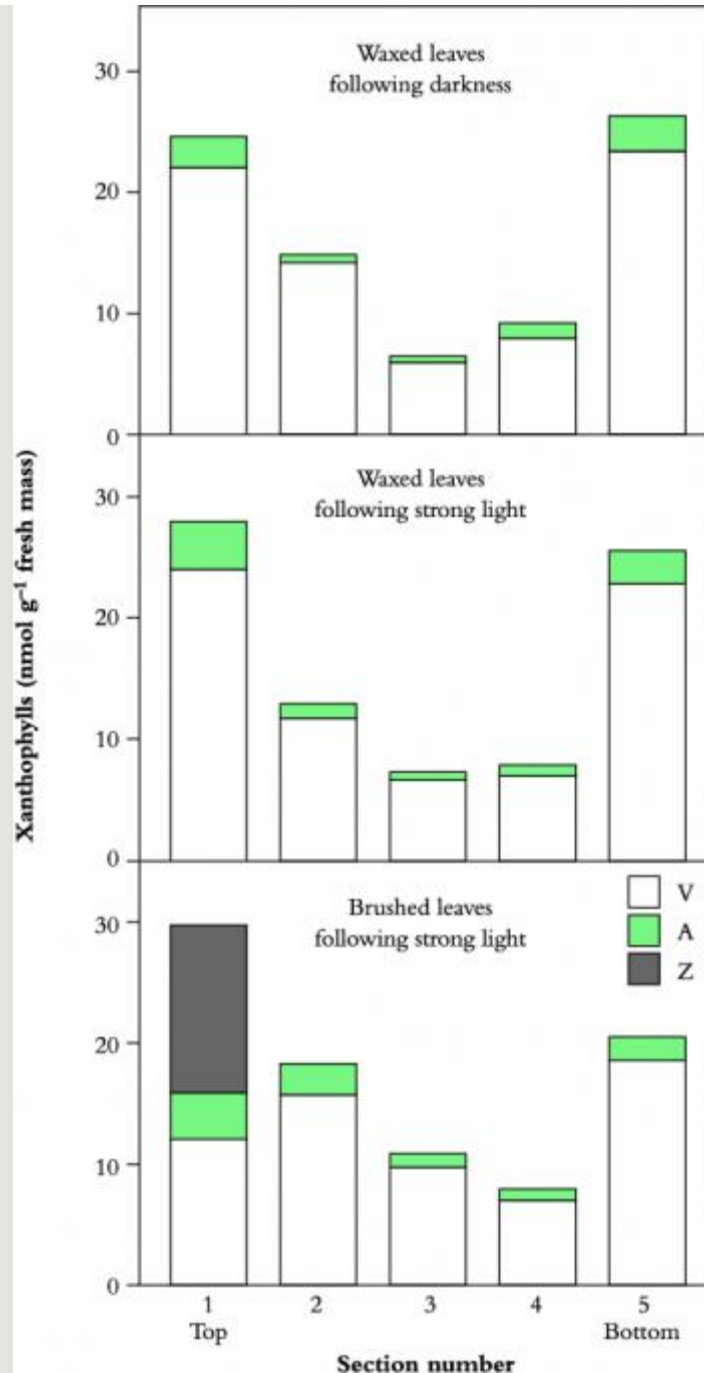 Xanthophylls (nmol g⁻¹ fresh mass)
Waxed leaves
following darkness
30
20
10
0
Waxed leaves
following strong light
30
20
10
0
Brushed leaves
following strong light
V
A
Z
30
20
10
0
1 2 3 4 5
Top Bottom
Section number